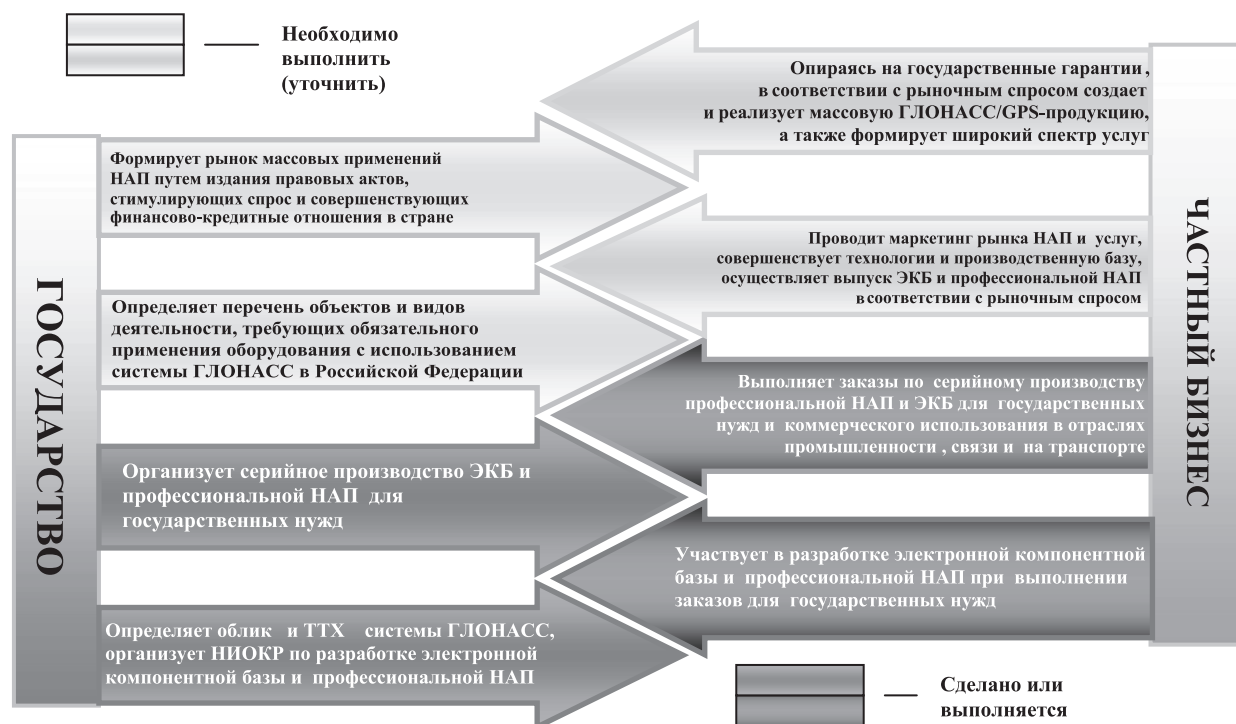 Необходимо
выполнить
(уточнить)
Опираясь на государственные гарантии,
в соответствии с рыночным спросом создает
и реализует массовую ГЛОНАСС/GPS-продукцию,
а также формирует широкий спектр услуг
Формирует рынок массовых применений
НАП путем издания правовых актов,
стимулирующих спрос и совершенствующих
финансово-кредитные отношения в стране
Проводит маркетинг рынка НАП и услуг,
совершенствует технологии и производственную базу,
осуществляет выпуск ЭКБ и профессиональной НАП
в соответствии с рыночным спросом
Определяет перечень объектов и видов
деятельности, требующих обязательного
применения оборудования с использованием
системы ГЛОНАСС в Российской Федерации
Выполняет заказы по серийному производству
профессиональной НАП и ЭКБ для государственных
нужд и коммерческого использования в отраслях
промышленности, связи и на транспорте
Организует серийное производство ЭКБ и
профессиональной НАП для
государственных нужд
Участвует в разработке электронной компонентной
базы и профессиональной НАП при выполнении
заказов для государственных нужд
Определяет облик и ТТХ системы ГЛОНАСС,
организует НИОКР по разработке электронной
компонентной базы и профессиональной НАП
ГОСУДАРСТВО
ЧАСТНЫЙ БИЗНЕС
Сделано или
выполняется